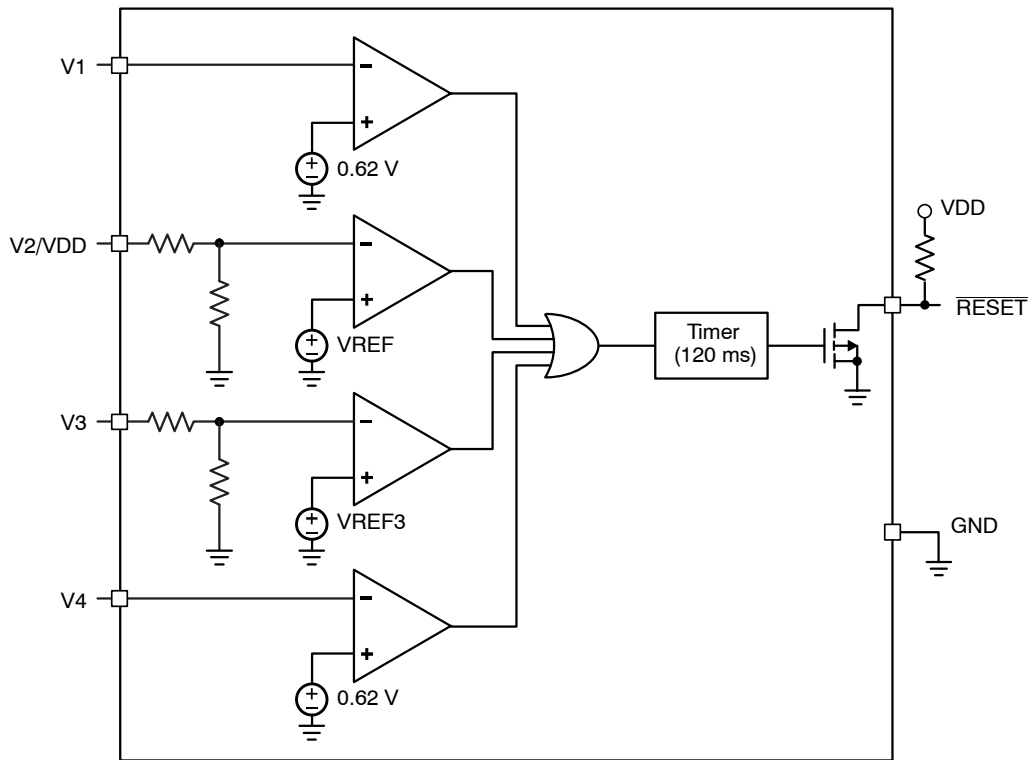 V1
0.62 V
V2/VDD
VREF
V3
VREF3
V4
0.62 V
Timer
(120 ms)
VDD
RESET
GND